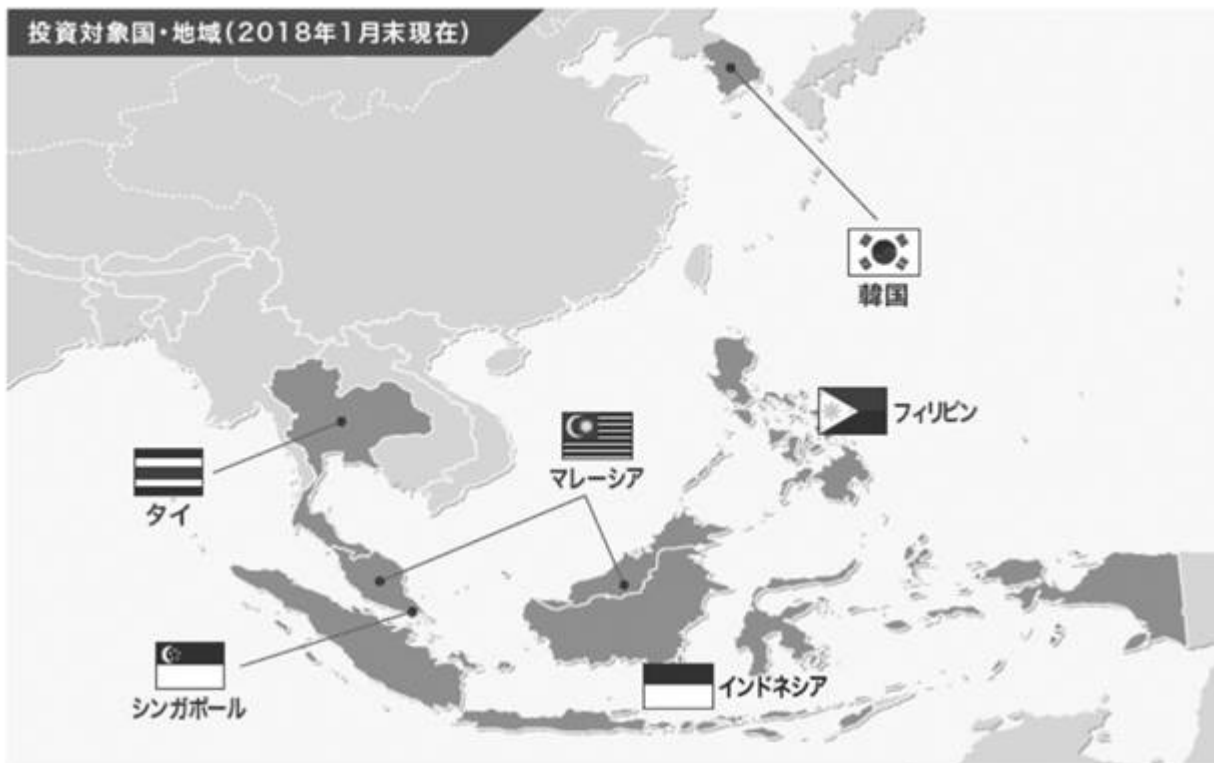 投資対象国・地域(2018年1月末現在)
韓国
フィリピン
マレーシア
タイ
シンガポール
インドネシア